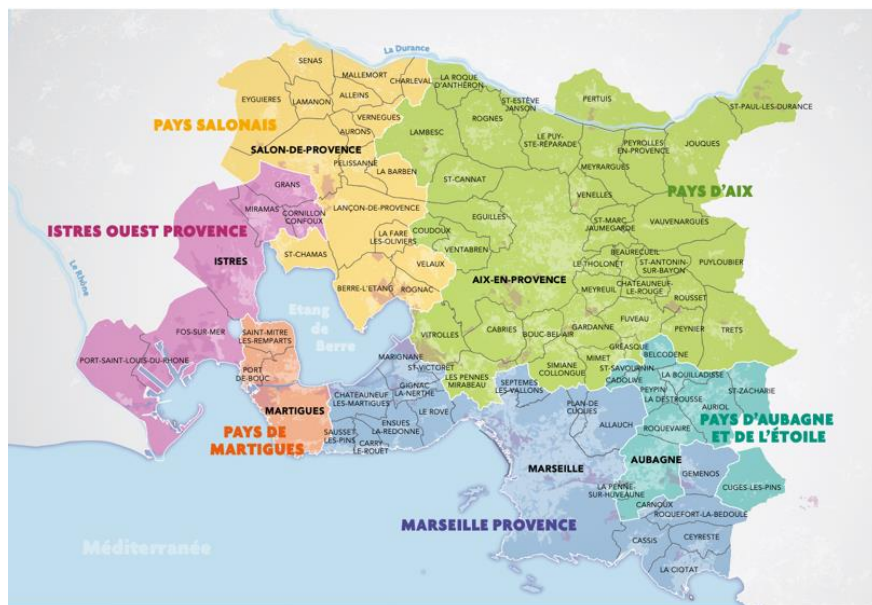 La Durance
SENAS
MALLEMORT
CHARLEVAL
LA ROQUE
D'ANTHÉRON
EYGUIERES
LAMANON
ALLEINS
ST-ESTÈVE
JANSON
PERTUIS
ST-PAUL-LES-DURANCE
VERNEGUES
ROGNES
PAYS SALONAIS
AURONS
LAMBESC
LE PUY-
STE-RÉPARADE
PEYROLLES
EN-PROVENCE
JOUQUES
SALON-DE-PROVENCE
PELISSANNE
LA BARBEN
MEYRARGUES
ST-CANNAT
GRANS
VENELLES
PAYS D'AIX
MIRAMAS
CORNILLON
CONFOUX
LANÇON-DE-PROVENCE
EGUILLES
ST-MARC
JAUMEGARDE
VAUVENARGUES
ISTRES OUEST PROVENCE
LA FARE
LES-OLIVIERS
COUDOUX
VENTABREN
ST-CHAMAS
ISTRES
VELAUX
BEAURECUEIL
LE THOLONET
ST-ANTONIN-
SUR-BAYON
PUYLOUBIER
Le Rhône
AIX-EN-PROVENCE
CHATEAUNEUF-
LE-ROUGE
BERRE-L'ETANG
ROGNAC
MEYREUIL
ROUSSET
Etang
de
Berre
FUVEAU
FOS-SUR-MER
SAINT-MITRE
LES-REMPARTS
VITROLLES
CABRIES
BOUC-BEL-AIR
GARDANNE
PEYNIER
TRETS
PORT-SAINT-LOUIS-DU-RHONE
MARIGNANE
ST-VICTORET
GRÉASQUE
BELCODENE
MIMET
SIMIANE
COLLONGUE
ST-SAVOURNIN
CADOLIVE
LA BOUILLADISSE
PORT
DE-BOUC
LES PENNES
MIRABEAU
SEPTEMES
-LES-VALLONS
PEYPIN
LA DESTROUSSE
ST-ZACHARIE
CHATEAUNEUF
LES-MARTIGUES
GIGNAC
LA-NERTHE
MARTIGUES
PLAN-DE
CUQUES
AURIOL
LE ROVE
ALLAUCH
ROQUEVAIRE
PAYS D'AUBAGNE
ET DE L'ÉTOILE
PAYS DE
MARTIGUES
SAUSSET
LES-PINS
ENSUES
LA-REDONNE
CARRY-
LE-ROUET
AUBAGNE
MARSEILLE
GEMENOS
LA PENNE-
SUR-HUVEAUNE
CUGES-LES-PINS
CARNOUX
ROQUEFORT-LA-BEDOULE
MARSEILLE PROVENCE
CASSIS
CEYRESTE
Méditerranée
LA CIOTAT